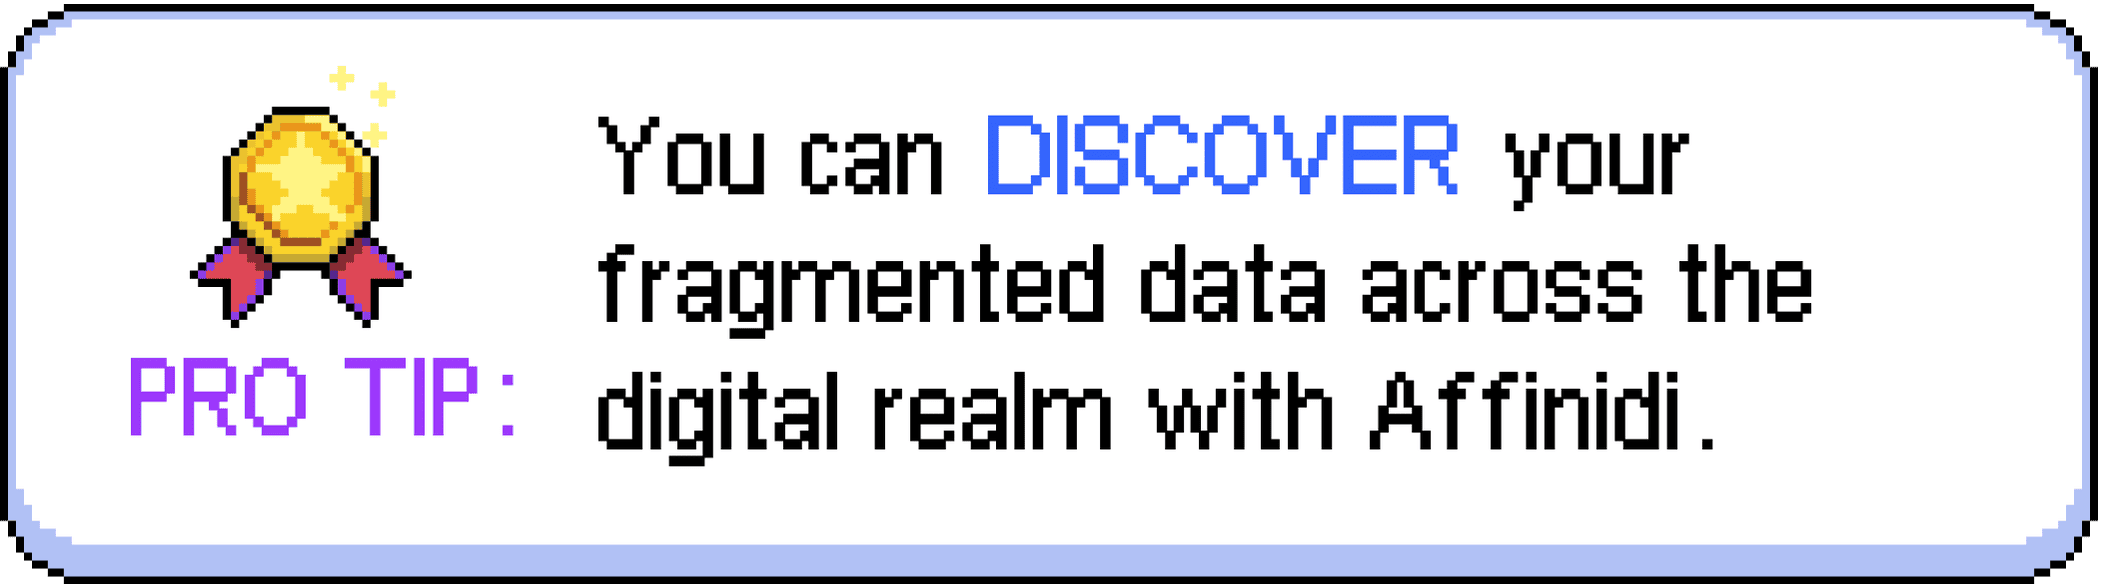 PRO TIP:
You can DISCOVER your
fragmented data across the
digital realm with Affinidi.